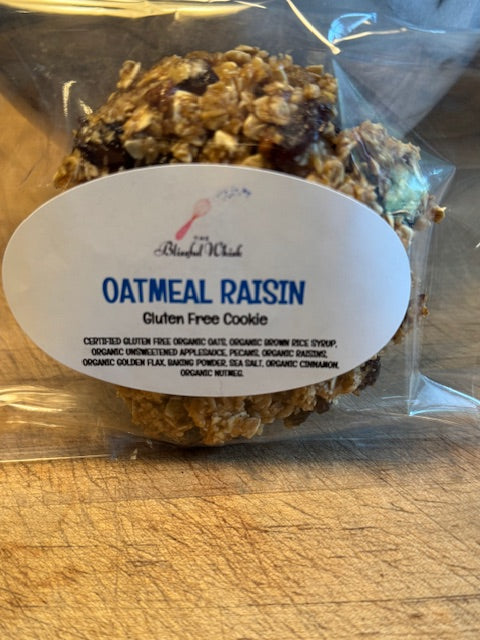 THE
Blissful Whisk
OATMEAL RAISIN
Gluten Free Cookie
CERTIFIED GLUTEN FREE ORGANIC OATS, ORGANIC BROWN RICE SYRUP,
ORGANIC UNSWEETENED APPLESAUCE, PECANS, ORGANIC RAISINS,
ORGANIC GOLDEN FLAX, BAKING POWDER, SEA SALT, ORGANIC CINNAMON,
ORGANIC NUTMEG.